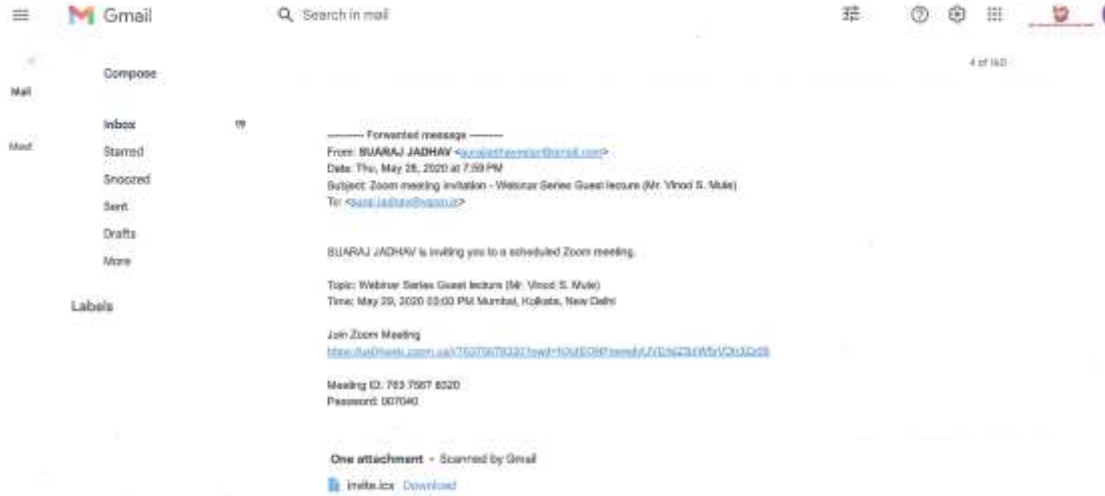 Gmail
Search in mail
4 of 160
Compose
Mail
Inbox
99
Meet
Starred
Snoozed
Sent
Drafts
More
Labels
---------- Forwarded message ---------
From: SUARAJ JADHAV
Date: Thu, May 28, 2020 at 7:59 PM
Subject: Zoom meeting invitation - Webinar Series Guest lecture (Mr. Vinod S. Mule)
To:
SUARAJ JADHAV is inviting you to a scheduled Zoom meeting.
Topic: Webinar Series Guest lecture (Mr. Vinod S. Mule)
Time: May 29, 2020 03:00 PM Mumbai, Kolkata, New Delhi
Join Zoom Meeting
Meeting ID: 763 7567 8320
Password: 007040
One attachment • Scanned by Gmail
invite.ics Download